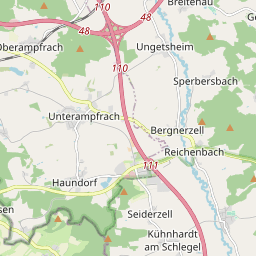 110
48
Breitenau
48
Oberampfrach
Ungetsheim
110
Sperbersbach
Unterampfrach
Bergnerzell
Reichenbach
111
Haundorf
Seiderzell
Kühnhardt
am Schlegel